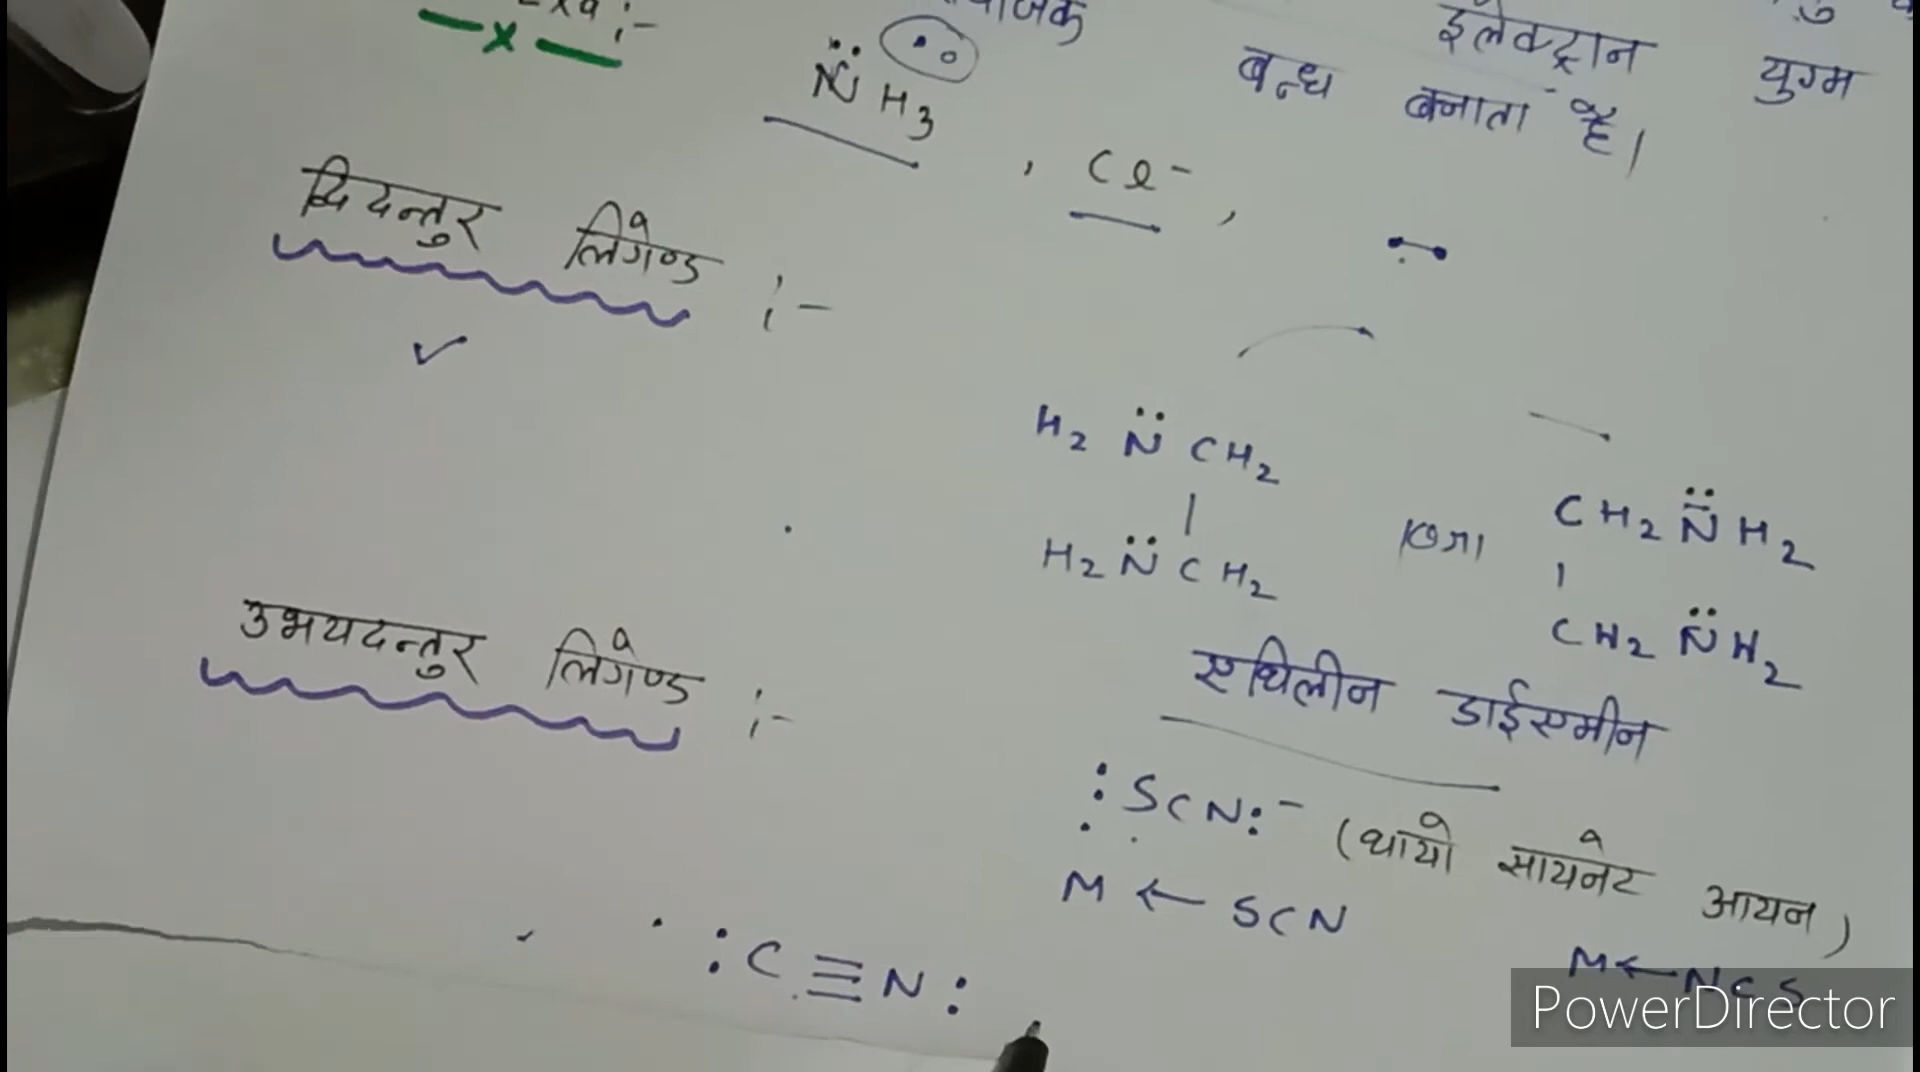 इलेक्ट्रान युग्म
बन्ध बनाता है।
N̈H3 , Cl⁻ ,
द्विदन्तुर लिगेण्ड :-
H2N̈CH2
|
H2N̈CH2
CH2N̈H2
|
CH2N̈H2
एथिलीन डाईएमीन
उभयदन्तुर लिगेण्ड :-
:SCN:⁻ (थायो सायनेट आयन)
M ← SCN
M ← NCS
:C≡N:
PowerDirector